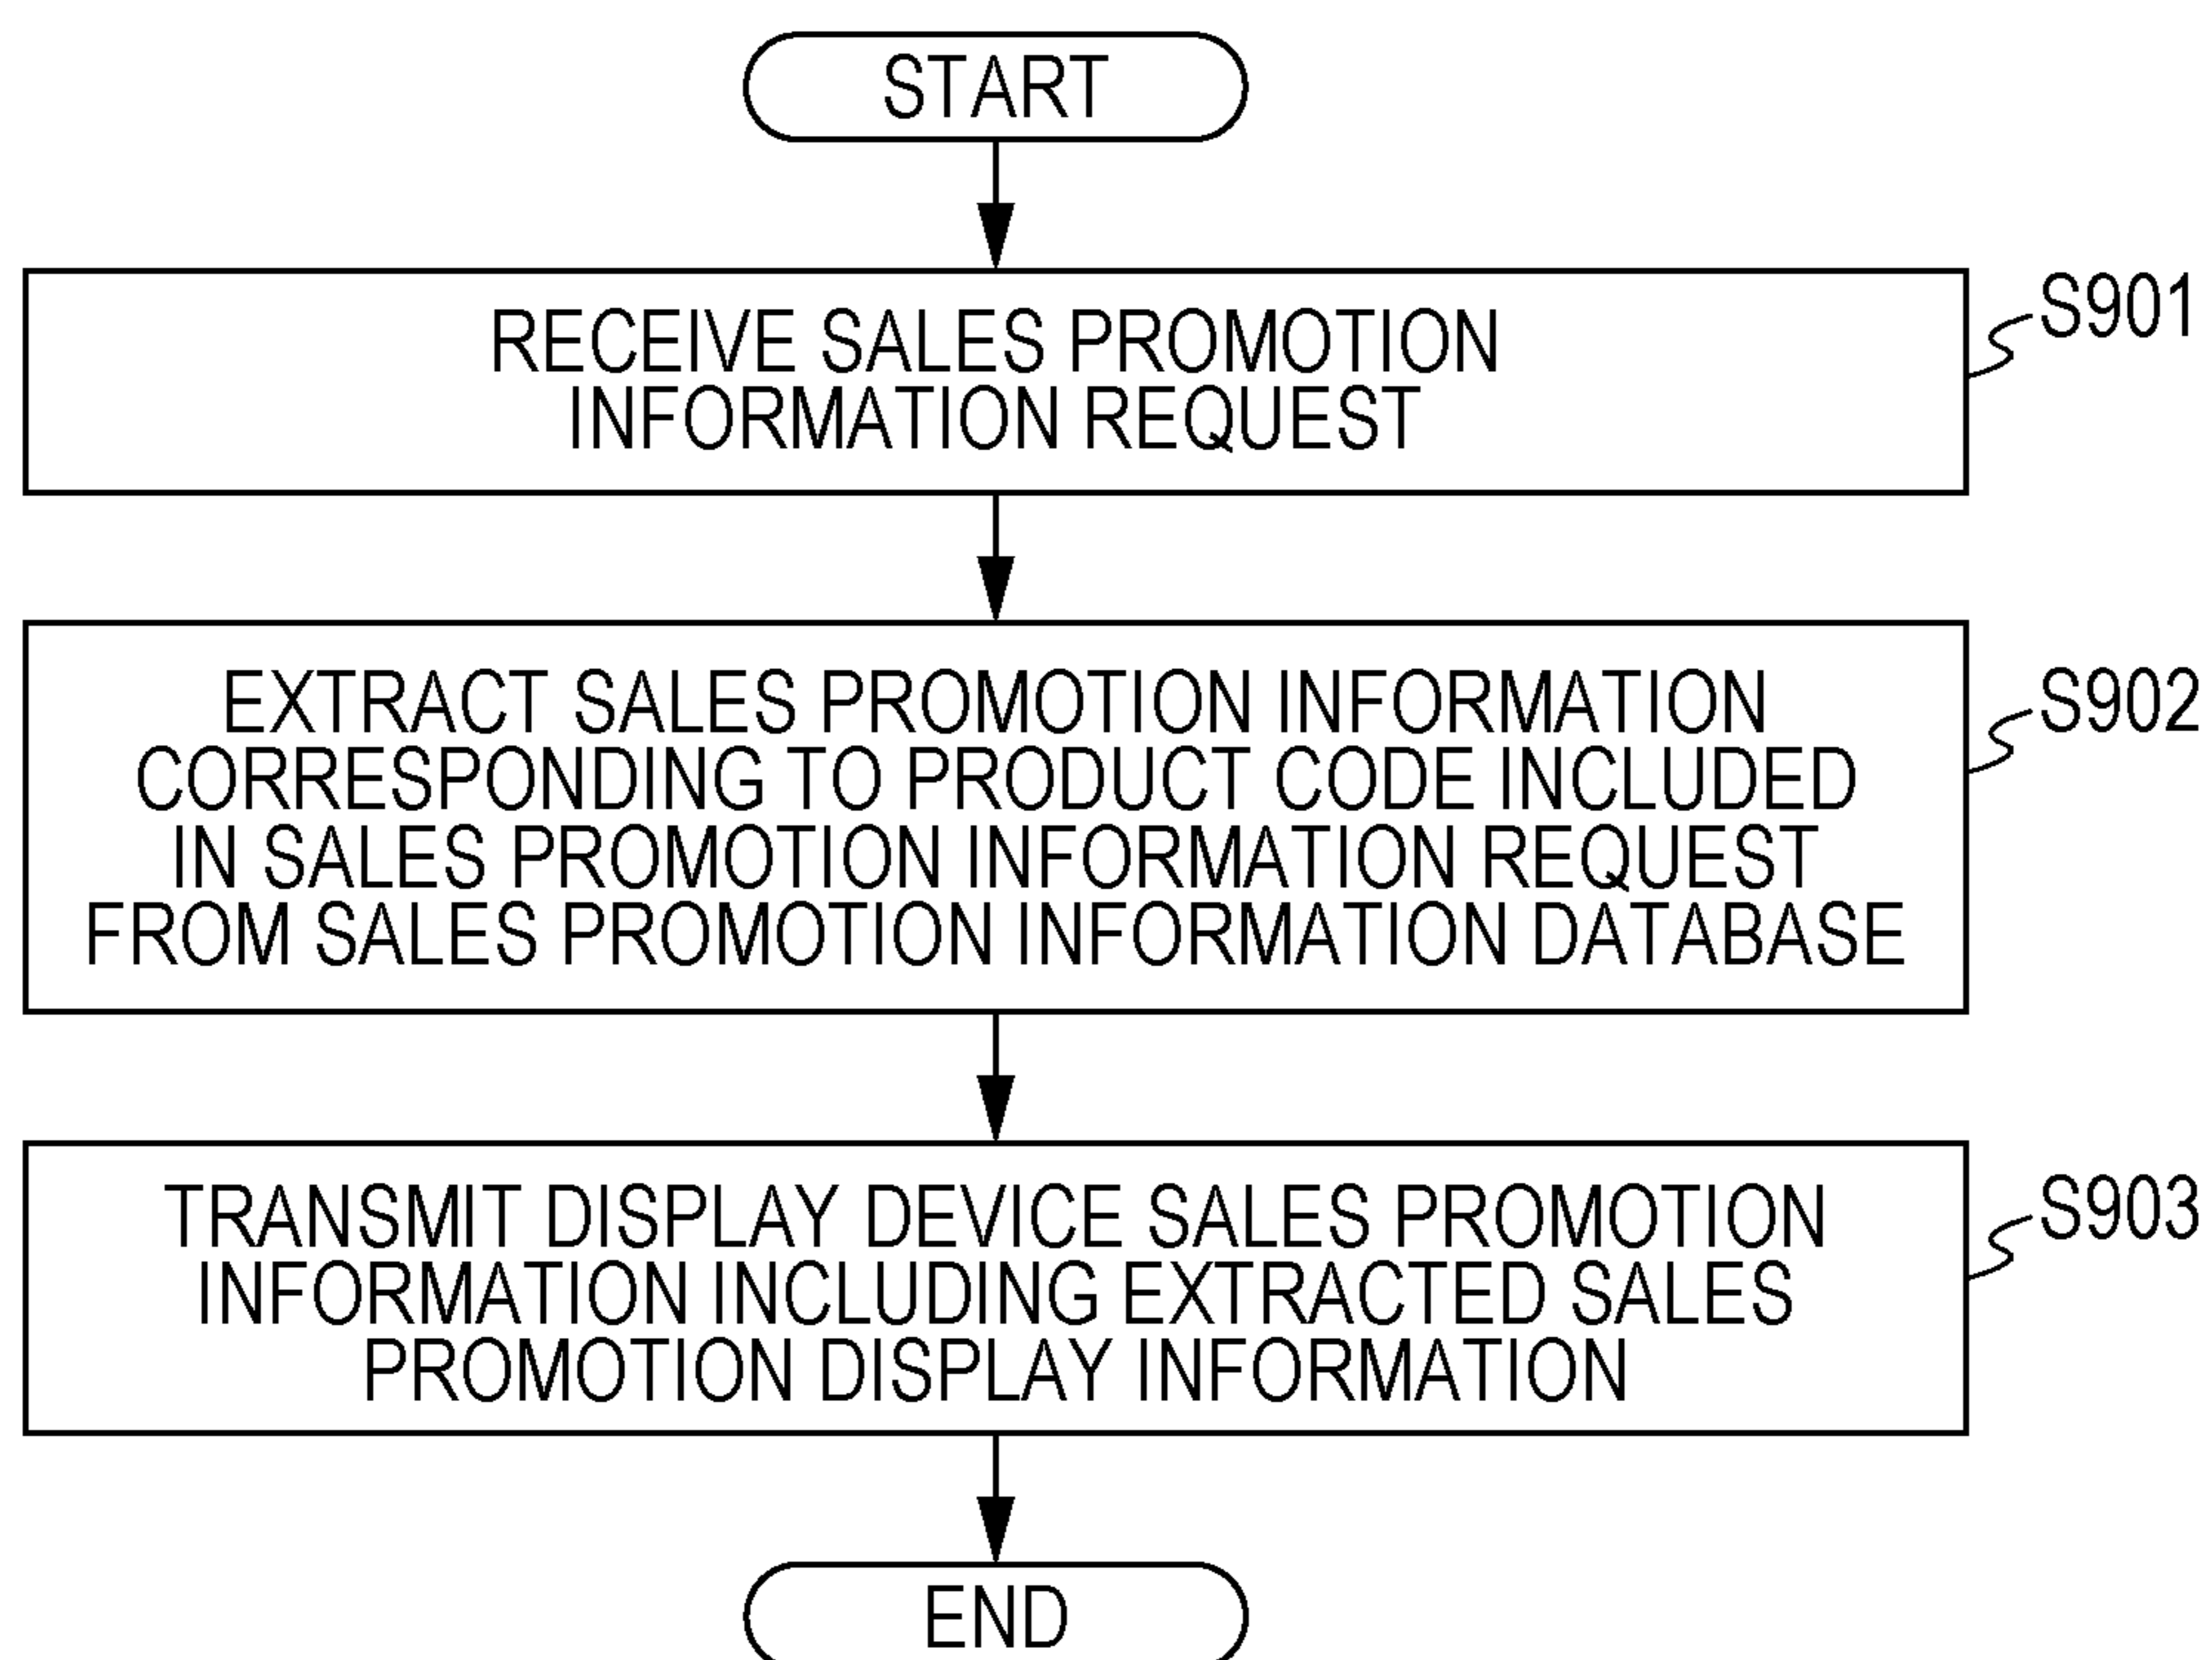 START
RECEIVE SALES PROMOTION
INFORMATION REQUEST
S901
EXTRACT SALES PROMOTION INFORMATION
CORRESPONDING TO PRODUCT CODE INCLUDED
IN SALES PROMOTION INFORMATION REQUEST
FROM SALES PROMOTION INFORMATION DATABASE
S902
TRANSMIT DISPLAY DEVICE SALES PROMOTION
INFORMATION INCLUDING EXTRACTED SALES
PROMOTION DISPLAY INFORMATION
S903
END